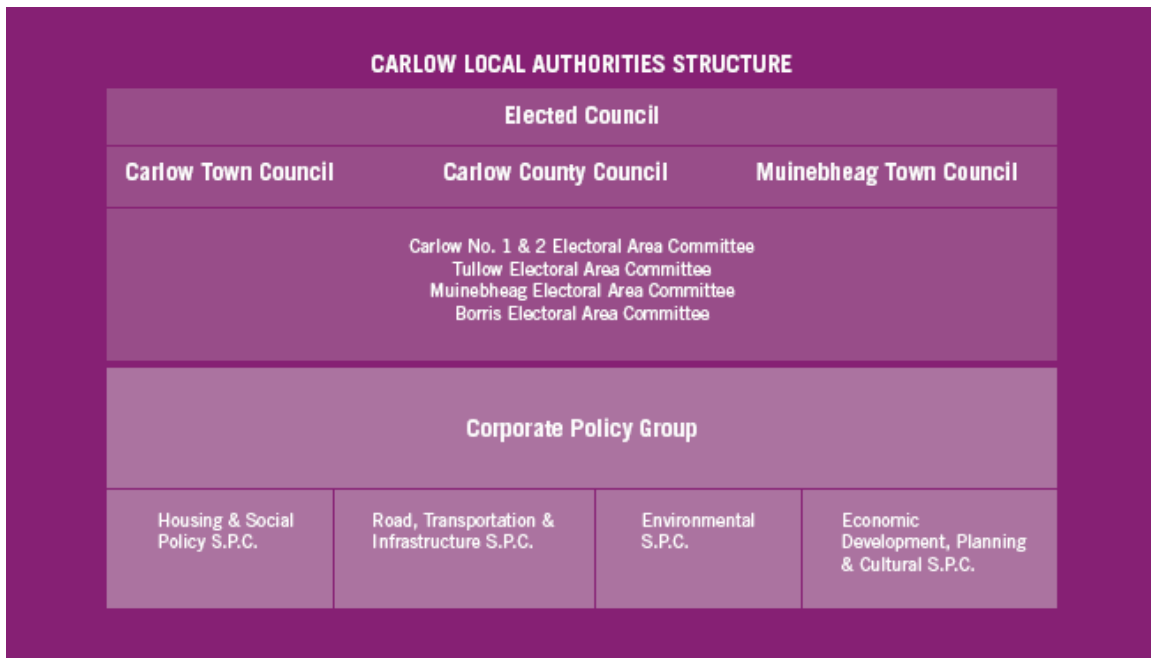 CARLOW LOCAL AUTHORITIES STRUCTURE
Elected Council
Carlow Town Council
Carlow County Council
Muinebheag Town Council
Carlow No. 1 & 2 Electoral Area Committee
Tullow Electoral Area Committee
Muinebheag Electoral Area Committee
Borris Electoral Area Committee
Corporate Policy Group
Housing & Social
Policy S.P.C.
Road, Transportation &
Infrastructure S.P.C.
Environmental
S.P.C.
Economic
Development, Planning
& Cultural S.P.C.